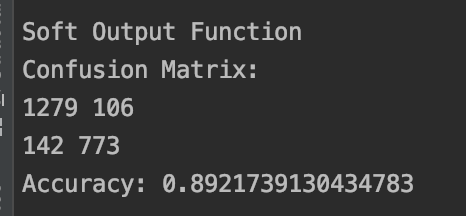 Soft Output Function
Confusion Matrix:
1279 106
142 773
Accuracy: 0.8921739130434783